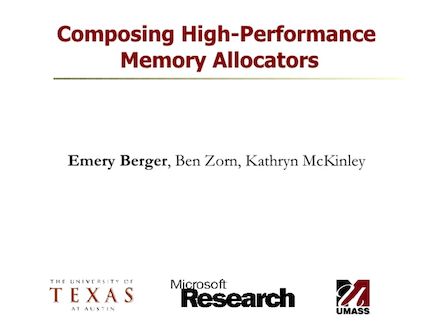 Composing High-Performance
Memory Allocators
Emery Berger, Ben Zorn, Kathryn McKinley
THE UNIVERSITY OF
TEXAS
AT AUSTIN
Microsoft
Research
UMASS